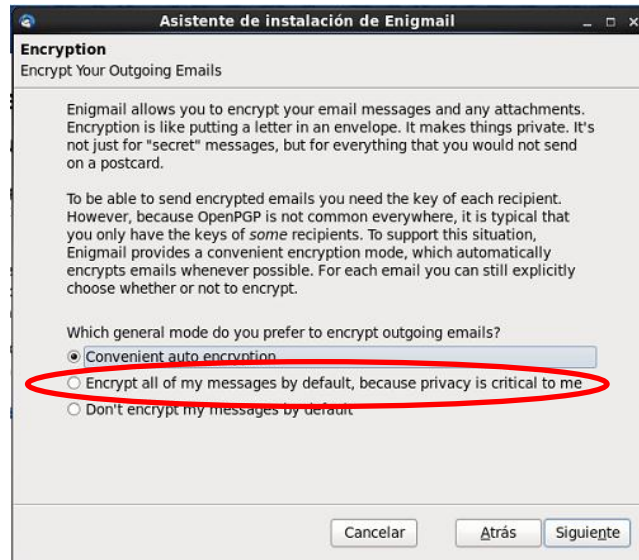 Asistente de instalación de Enigmail
Encryption
Encrypt Your Outgoing Emails
Enigmail allows you to encrypt your email messages and any attachments.
Encryption is like putting a letter in an envelope. It makes things private. It's
not just for "secret" messages, but for everything that you would not send
on a postcard.
To be able to send encrypted emails you need the key of each recipient.
However, because OpenPGP is not common everywhere, it is typical that
you only have the keys of some recipients. To support this situation,
Enigmail provides a convenient encryption mode, which automatically
encrypts emails whenever possible. For each email you can still explicitly
choose whether or not to encrypt.
Which general mode do you prefer to encrypt outgoing emails?
Convenient auto encryption
Encrypt all of my messages by default, because privacy is critical to me
Don't encrypt my messages by default
Cancelar Atrás Siguiente